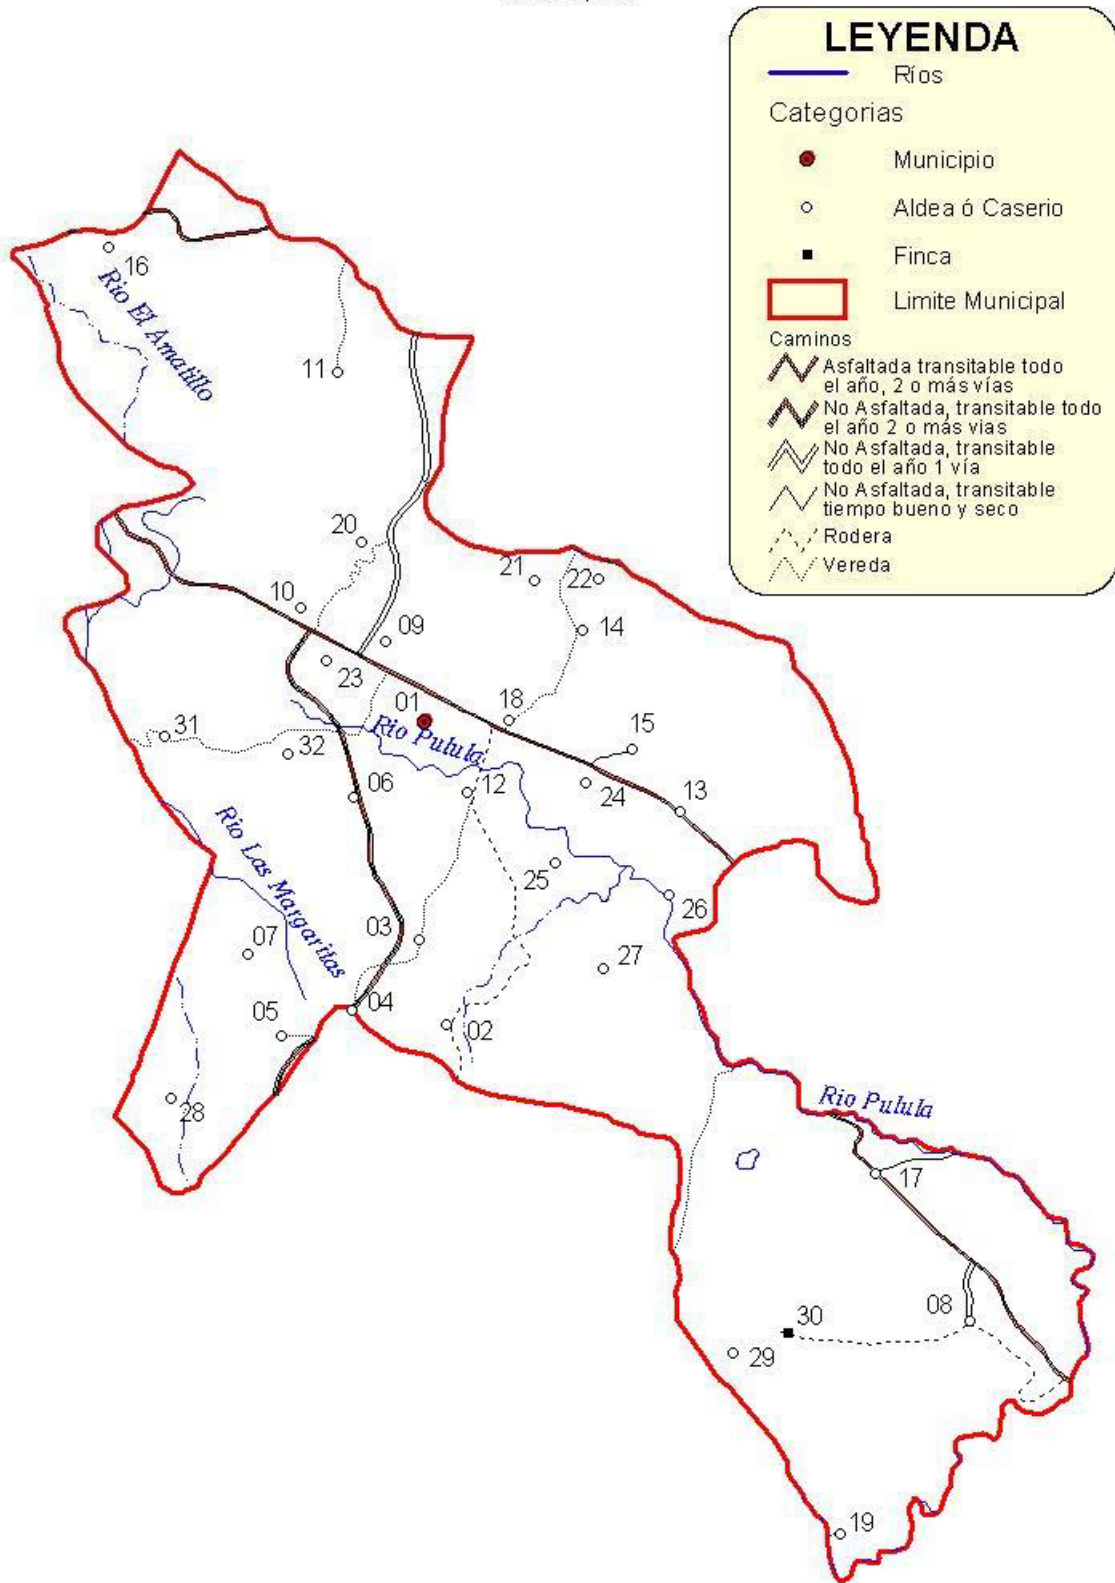 LEYENDA
Ríos
Categorias
Municipio
Aldea ó Caserio
Finca
Limite Municipal
Caminos
Asfaltada transitable todo
el año, 2 o más vías
No Asfaltada, transitable todo
el año 2 o más vias
No Asfaltada, transitable
todo el año 1 vía
No Asfaltada, transitable
tiempo bueno y seco
Rodera
Vereda
16
Rio El Amatillo
11
20
21
22
10
09
14
23
01
18
31
32
Rio Pulula
15
06
12
24
13
Rio Las Margaritas
25
26
03
07
27
04
05
02
28
Rio Pulula
17
08
30
29
19